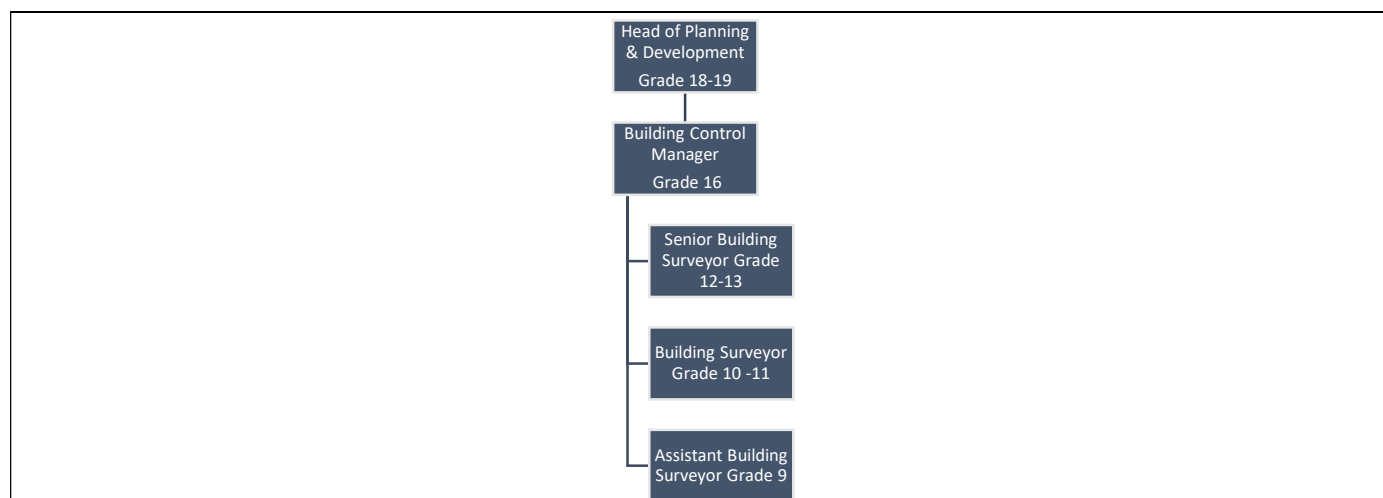 Head of Planning
& Development
Grade 18-19
Building Control
Manager
Grade 16
Senior Building
Surveyor Grade
12-13
Building Surveyor
Grade 10 -11
Assistant Building
Surveyor Grade 9